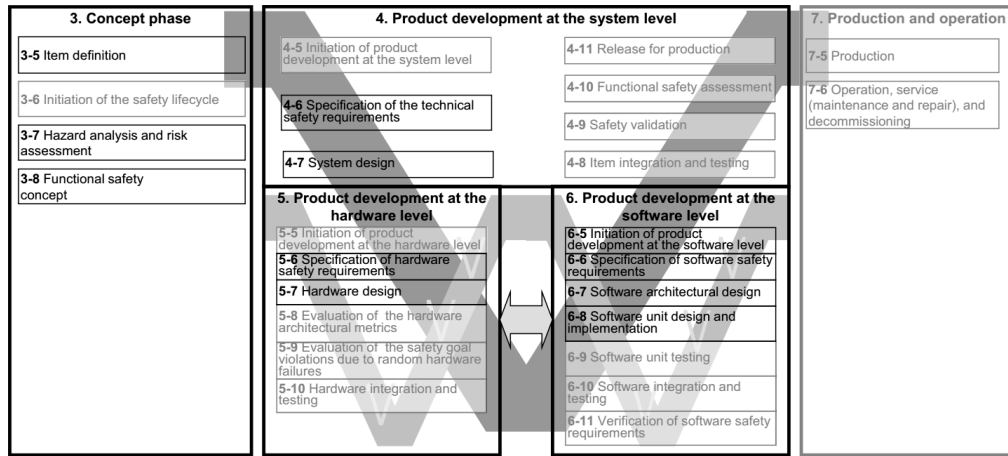 3. Concept phase
3-5 Item definition
3-6 Initiation of the safety lifecycle
3-7 Hazard analysis and risk
assessment
3-8 Functional safety
concept
4. Product development at the system level
4-5 Initiation of product
development at the system level
4-6 Specification of the technical
safety requirements
4-7 System design
4-11 Release for production
4-10 Functional safety assessment
4-9 Safety validation
4-8 Item integration and testing
5. Product development at the
hardware level
5-5 Initiation of product
development at the hardware level
5-6 Specification of hardware
safety requirements
5-7 Hardware design
5-8 Evaluation of the hardware
architectural metrics
5-9 Evaluation of the safety goal
violations due to random hardware
failures
5-10 Hardware integration and
testing
6. Product development at the
software level
6-5 Initiation of product
development at the software level
6-6 Specification of software safety
requirements
6-7 Software architectural design
6-8 Software unit design and
implementation
6-9 Software unit testing
6-10 Software integration and
testing
6-11 Verification of software safety
requirements
7. Production and operation
7-5 Production
7-6 Operation, service
(maintenance and repair), and
decommissioning